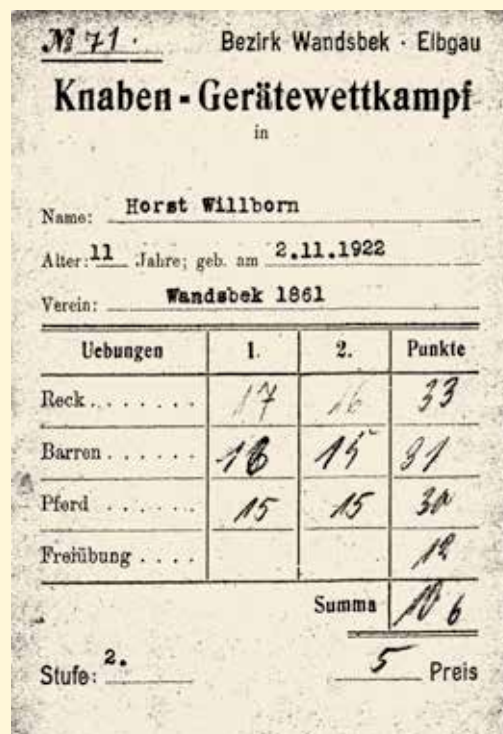 № 71. Bezirk Wandsbek · Elbgau
Knaben - Gerätewettkampf
in
Name: Horst Willborn
Alter: 11 Jahre; geb. am 2.11.1922
Verein: Wandsbek 1861
Uebungen 1. 2. Punkte
Reck . . . . . . . 17 16 33
Barren . . . . . . 16 15 31
Pferd . . . . . . 15 15 30
Freiübung . . . . 12
Summa 106
Stufe: 2. 5 Preis